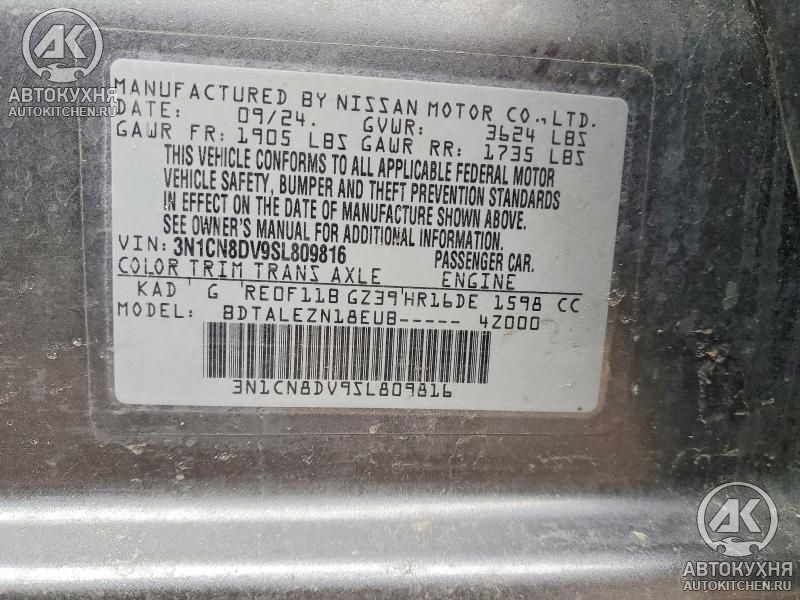 AK
АВТОКУХНЯ
AUTOKITCHEN.RU
MANUFACTURED BY NISSAN MOTOR CO.,LTD.
DATE: 09/24. GVWR: 3624 LBS
GAWR FR: 1905 LBS GAWR RR: 1735 LBS
THIS VEHICLE CONFORMS TO ALL APPLICABLE FEDERAL MOTOR
VEHICLE SAFETY, BUMPER AND THEFT PREVENTION STANDARDS
IN EFFECT ON THE DATE OF MANUFACTURE SHOWN ABOVE.
SEE OWNER'S MANUAL FOR ADDITIONAL INFORMATION.
VIN: 3N1CN8DV9SL809816 PASSENGER CAR.
COLOR TRIM TRANS AXLE ENGINE
KAD G RE0F11B GZ39 HR16DE 1598 CC
MODEL: BDTALEZN18EUB----- 4Z000
3N1CN8DV9SL809816
AK
АВТОКУХНЯ
AUTOKITCHEN.RU